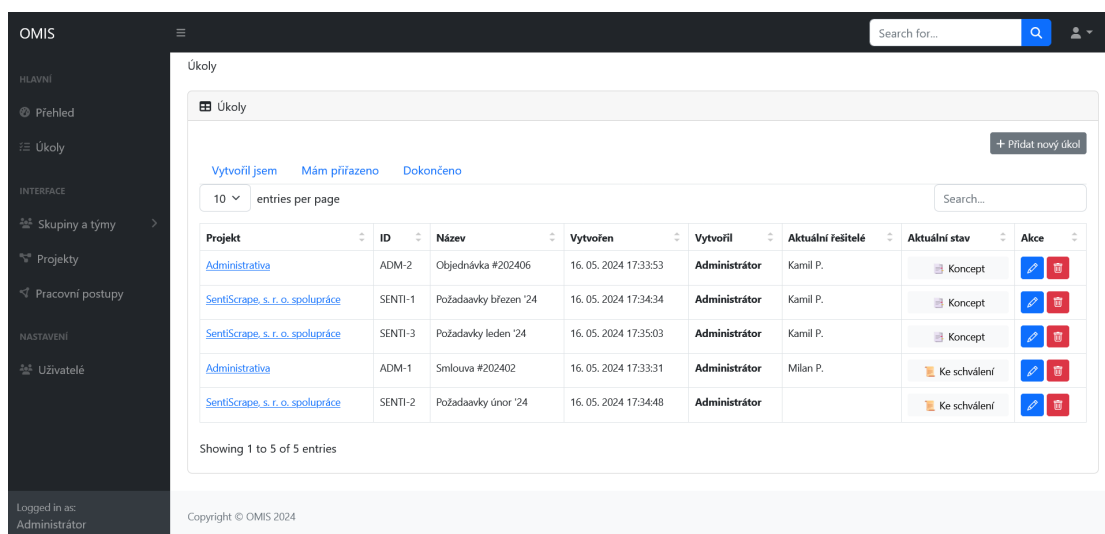 OMIS
Search for...
HLAVNÍ
Přehled
Úkoly
INTERFACE
Skupiny a týmy
Projekty
Pracovní postupy
NASTAVENÍ
Uživatelé
Logged in as:
Administrátor
Úkoly
Úkoly
+ Přidat nový úkol
Vytvořil jsem Mám přiřazeno Dokončeno
10 entries per page Search...
Projekt ID Název Vytvořen Vytvořil Aktuální řešitelé Aktuální stav Akce
Administrativa ADM-2 Objednávka #202406 16. 05. 2024 17:33:53 Administrátor Kamil P. Koncept
SentiScrape, s. r. o. spolupráce SENTI-1 Požadaavky březen '24 16. 05. 2024 17:34:34 Administrátor Kamil P. Koncept
SentiScrape, s. r. o. spolupráce SENTI-3 Požadavky leden '24 16. 05. 2024 17:35:03 Administrátor Kamil P. Koncept
Administrativa ADM-1 Smlouva #202402 16. 05. 2024 17:33:31 Administrátor Milan P. Ke schválení
SentiScrape, s. r. o. spolupráce SENTI-2 Požadaavky únor '24 16. 05. 2024 17:34:48 Administrátor Ke schválení
Showing 1 to 5 of 5 entries
Copyright © OMIS 2024